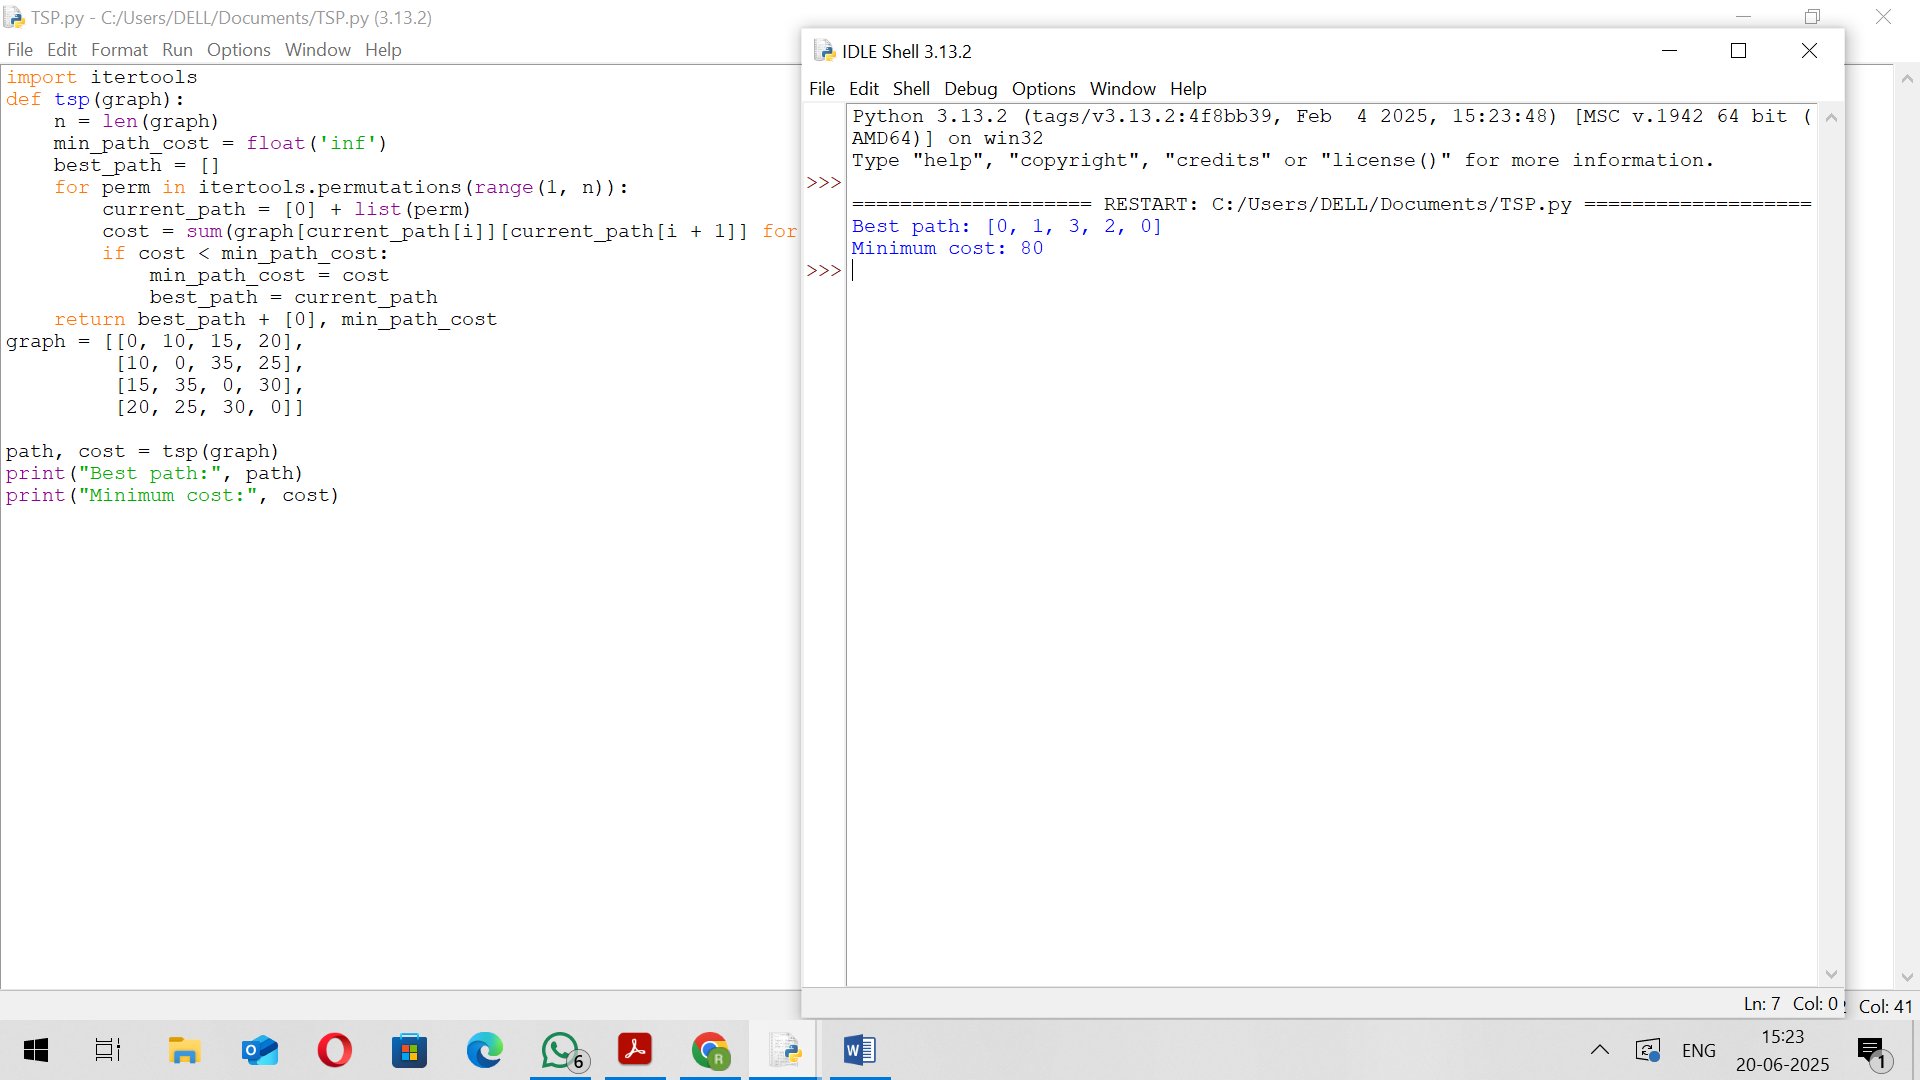 TSP.py - C:/Users/DELL/Documents/TSP.py (3.13.2)
File Edit Format Run Options Window Help
import itertools
def tsp(graph):
    n = len(graph)
    min_path_cost = float('inf')
    best_path = []
    for perm in itertools.permutations(range(1, n)):
        current_path = [0] + list(perm)
        cost = sum(graph[current_path[i]][current_path[i + 1]] for
        if cost < min_path_cost:
            min_path_cost = cost
            best_path = current_path
    return best_path + [0], min_path_cost
graph = [[0, 10, 15, 20],
         [10, 0, 35, 25],
         [15, 35, 0, 30],
         [20, 25, 30, 0]]
path, cost = tsp(graph)
print("Best path:", path)
print("Minimum cost:", cost)
IDLE Shell 3.13.2
File Edit Shell Debug Options Window Help
Python 3.13.2 (tags/v3.13.2:4f8bb39, Feb  4 2025, 15:23:48) [MSC v.1942 64 bit (
AMD64)] on win32
Type "help", "copyright", "credits" or "license()" for more information.
>>>
==================== RESTART: C:/Users/DELL/Documents/TSP.py ===================
Best path: [0, 1, 3, 2, 0]
Minimum cost: 80
>>>
Ln: 7 Col: 0
Col: 41
6
R
W
ENG
15:23
20-06-2025
1